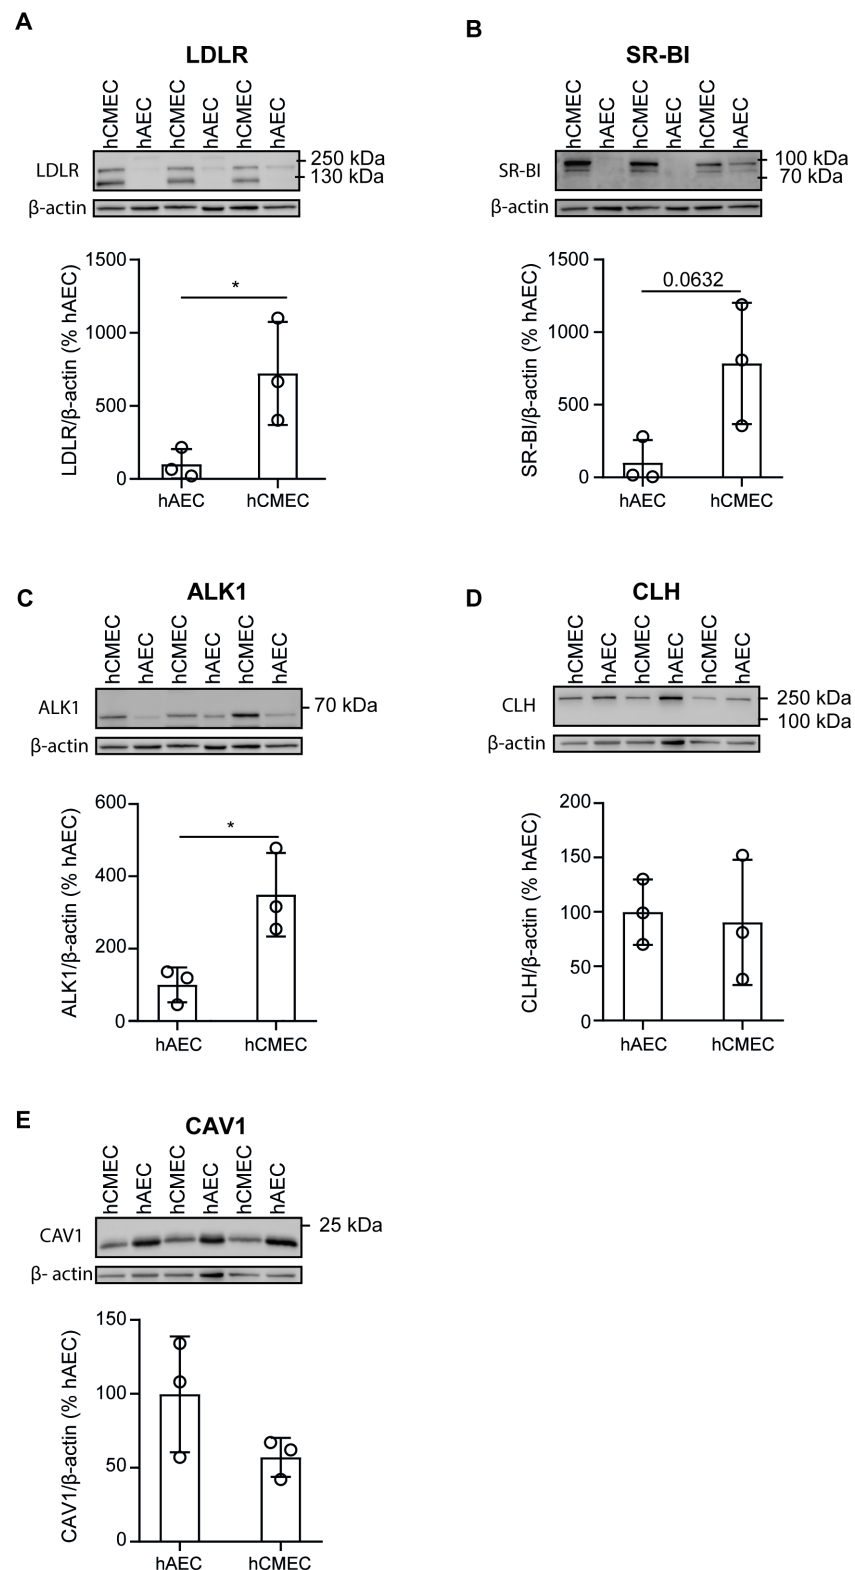 A
LDLR
hCMEC hAEC hCMEC hAEC hCMEC hAEC
LDLR
250 kDa
130 kDa
β-actin
LDLR/β-actin (% hAEC)
1500
1000
500
0
*
hAEC hCMEC
B
SR-BI
hCMEC hAEC hCMEC hAEC hCMEC hAEC
SR-BI
100 kDa
70 kDa
β-actin
SR-BI/β-actin (% hAEC)
1500
1000
500
0
0.0632
hAEC hCMEC
C
ALK1
hCMEC hAEC hCMEC hAEC hCMEC hAEC
ALK1
70 kDa
β-actin
ALK1/β-actin (% hAEC)
600
400
200
0
*
hAEC hCMEC
D
CLH
hCMEC hAEC hCMEC hAEC hCMEC hAEC
CLH
250 kDa
100 kDa
β-actin
CLH/β-actin (% hAEC)
200
150
100
50
0
hAEC hCMEC
E
CAV1
hCMEC hAEC hCMEC hAEC hCMEC hAEC
CAV1
25 kDa
β- actin
CAV1/β-actin (% hAEC)
150
100
50
0
hAEC hCMEC